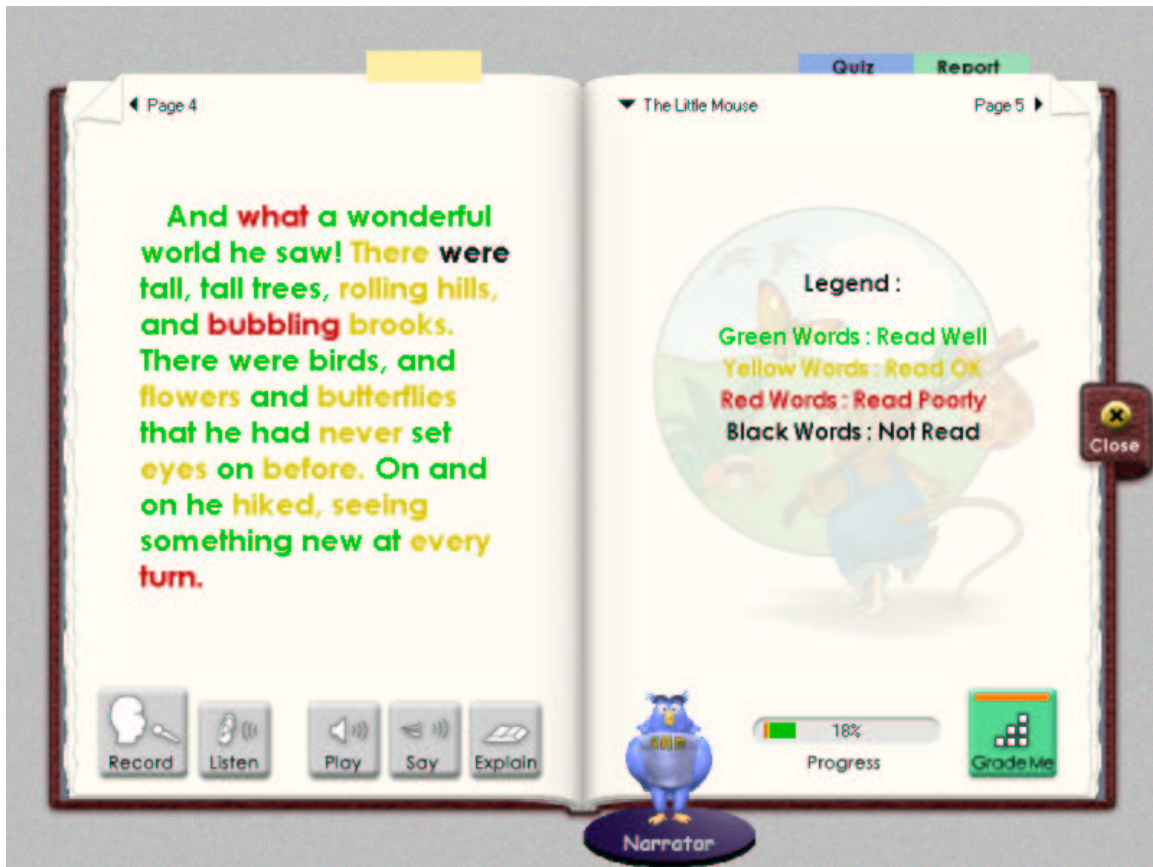 Quiz
Report
Page 4
The Little Mouse
Page 5
And what a wonderful
world he saw! There were
tall, tall trees, rolling hills,
and bubbling brooks.
There were birds, and
flowers and butterflies
that he had never set
eyes on before. On and
on he hiked, seeing
something new at every
turn.
Legend :
Green Words : Read Well
Yellow Words : Read OK
Red Words : Read Poorly
Black Words : Not Read
Close
Record
Listen
Play
Say
Explain
18%
Progress
Grade Me
Narrator